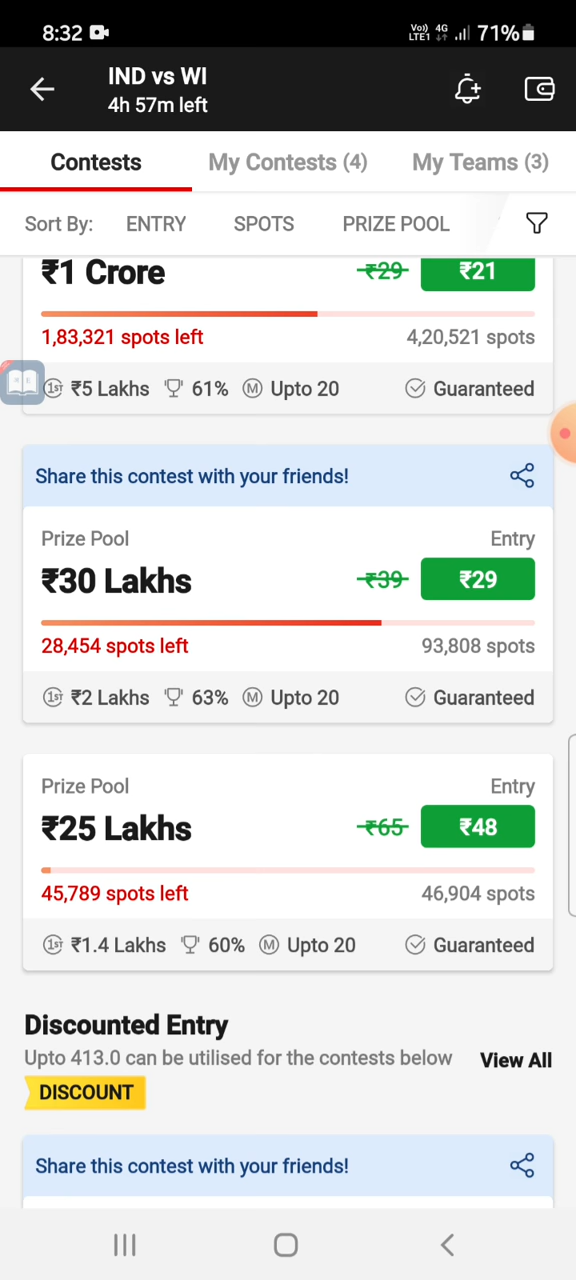 8:32 Vo) 4G LTE1 71%
IND vs WI
4h 57m left
Contests My Contests (4) My Teams (3)
Sort By: ENTRY SPOTS PRIZE POOL
₹1 Crore ₹29 ₹21
1,83,321 spots left 4,20,521 spots
1ST ₹5 Lakhs 61% M Upto 20 Guaranteed
Share this contest with your friends!
Prize Pool Entry
₹30 Lakhs ₹39 ₹29
28,454 spots left 93,808 spots
1ST ₹2 Lakhs 63% M Upto 20 Guaranteed
Prize Pool Entry
₹25 Lakhs ₹65 ₹48
45,789 spots left 46,904 spots
1ST ₹1.4 Lakhs 60% M Upto 20 Guaranteed
Discounted Entry
Upto 413.0 can be utilised for the contests below View All
DISCOUNT
Share this contest with your friends!